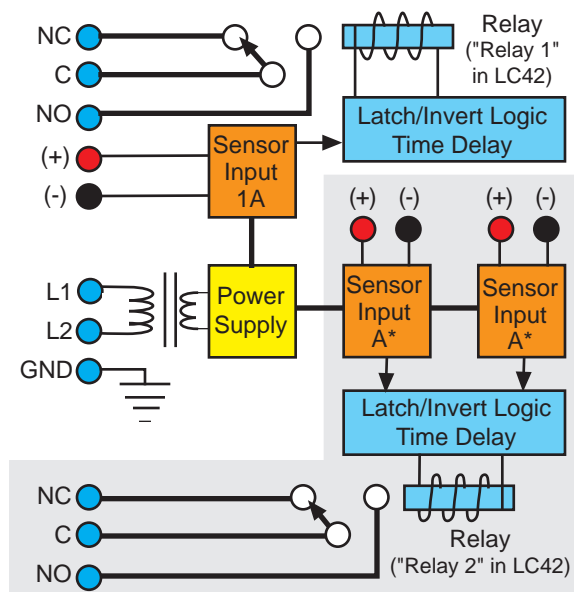 NC
C
NO
(+)
(-)
Relay
("Relay 1"
in LC42)
Latch/Invert Logic
Time Delay
Sensor
Input
1A
(+)
(-)
(+)
(-)
L1
L2
GND
Power
Supply
Sensor
Input
A*
Sensor
Input
A*
Latch/Invert Logic
Time Delay
NC
C
NO
Relay
("Relay 2" in LC42)